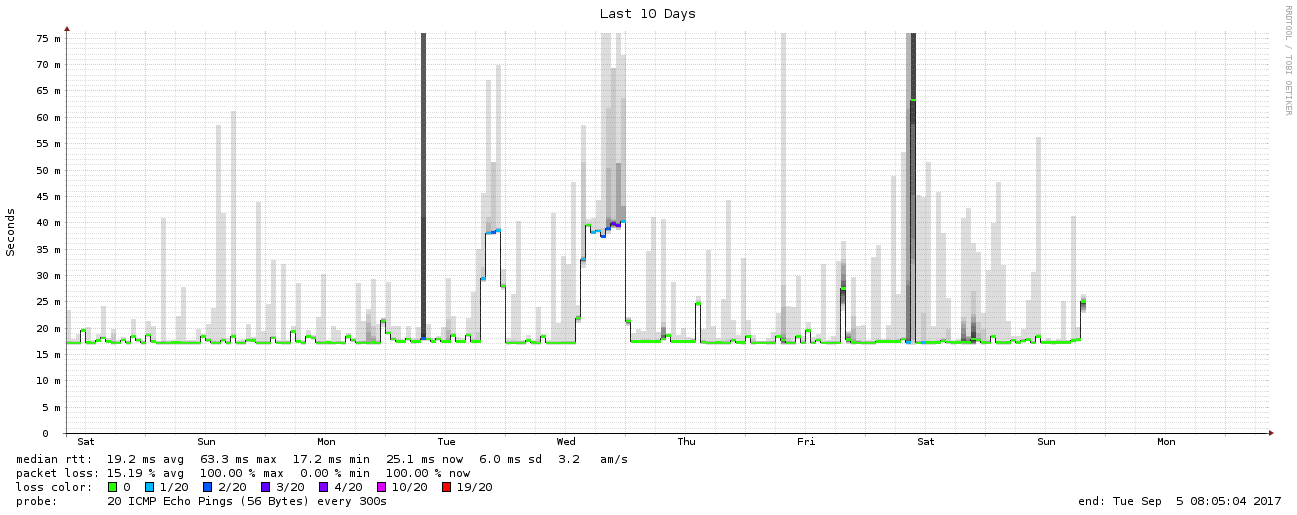 Last 10 Days
RRDTOOL / TOBI OETIKER
Seconds
75 m
70 m
65 m
60 m
55 m
50 m
45 m
40 m
35 m
30 m
25 m
20 m
15 m
10 m
5 m
0
Sat Sun Mon Tue Wed Thu Fri Sat Sun Mon
median rtt: 19.2 ms avg 63.3 ms max 17.2 ms min 25.1 ms now 6.0 ms sd 3.2 am/s
packet loss: 15.19 % avg 100.00 % max 0.00 % min 100.00 % now
loss color: 0 1/20 2/20 3/20 4/20 10/20 19/20
probe: 20 ICMP Echo Pings (56 Bytes) every 300s end: Tue Sep 5 08:05:04 2017